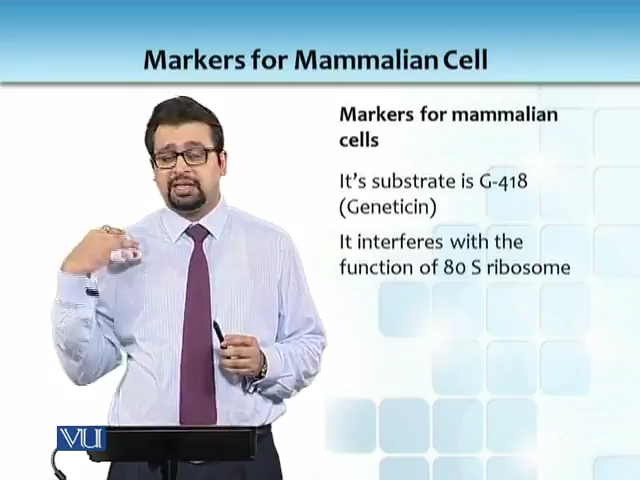 Markers for Mammalian Cell
Markers for mammalian
cells
It's substrate is G-418
(Geneticin)
It interferes with the
function of 80 S ribosome
VU